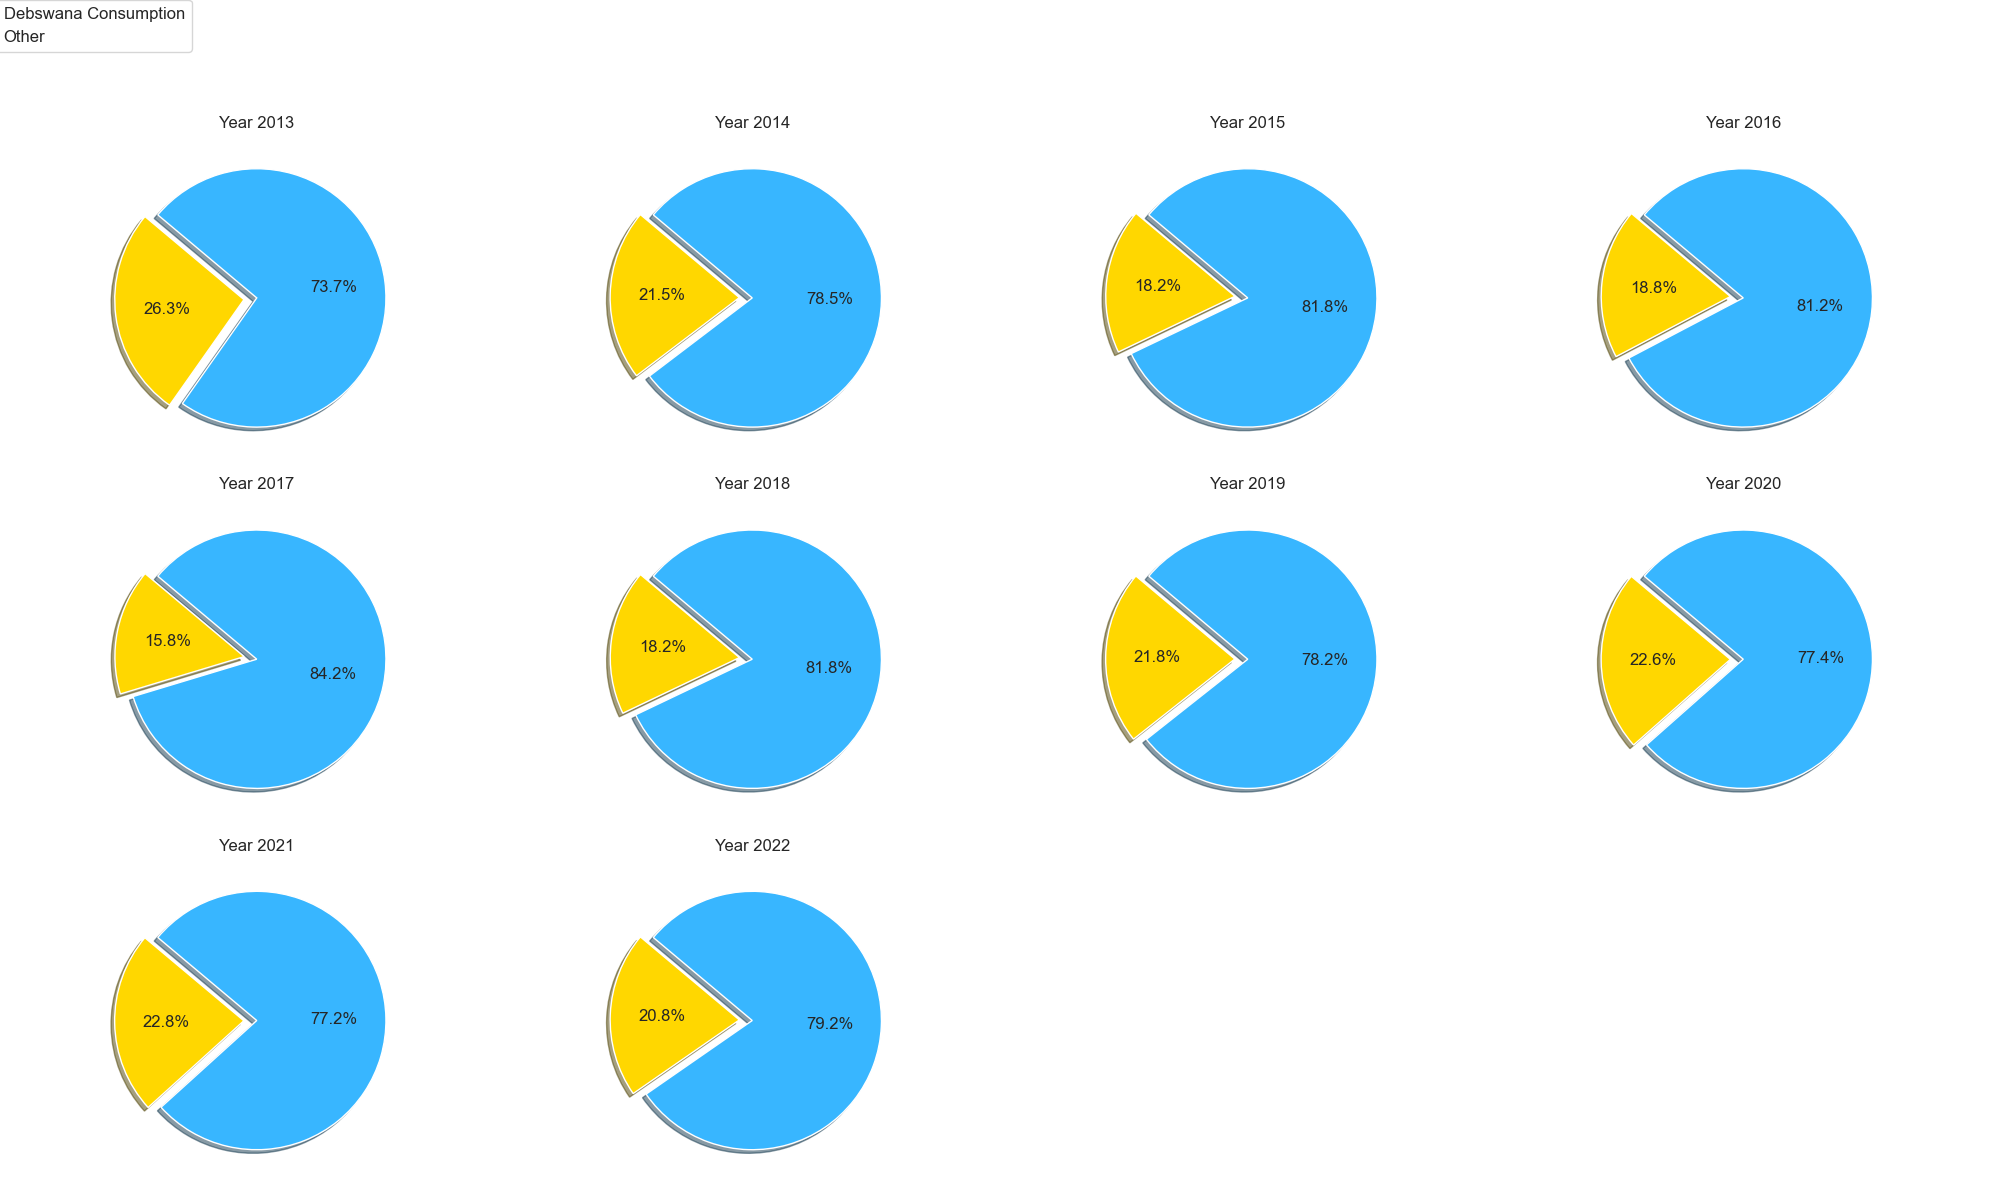 Debswana Consumption
Other
Year 2013
73.7%
26.3%
Year 2014
21.5%
78.5%
Year 2015
18.2%
81.8%
Year 2016
18.8%
81.2%
Year 2017
15.8%
84.2%
Year 2018
18.2%
81.8%
Year 2019
21.8%
78.2%
Year 2020
22.6%
77.4%
Year 2021
22.8%
77.2%
Year 2022
20.8%
79.2%